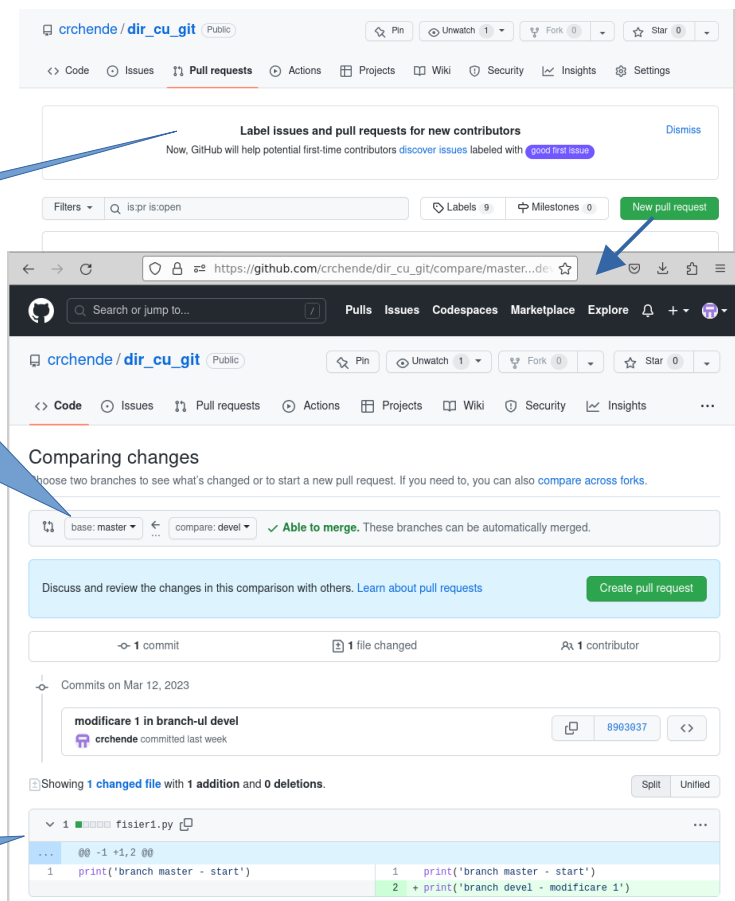 crchende / dir_cu_git Public Pin Unwatch 1 Fork 0 Star 0
<> Code Issues Pull requests Actions Projects Wiki Security Insights Settings
Label issues and pull requests for new contributors Dismiss
Now, GitHub will help potential first-time contributors discover issues labeled with good first issue
Filters is:pr is:open Labels 9 Milestones 0 New pull request
https://github.com/crchende/dir_cu_git/compare/master...de
Search or jump to... / Pulls Issues Codespaces Marketplace Explore +
crchende / dir_cu_git Public Pin Unwatch 1 Fork 0 Star 0
<> Code Issues Pull requests Actions Projects Wiki Security Insights ...
Comparing changes
Choose two branches to see what's changed or to start a new pull request. If you need to, you can also compare across forks.
base: master ... compare: devel ✓ Able to merge. These branches can be automatically merged.
Discuss and review the changes in this comparison with others. Learn about pull requests Create pull request
1 commit 1 file changed 1 contributor
Commits on Mar 12, 2023
modificare 1 in branch-ul devel
crchende committed last week 8903037 <>
Showing 1 changed file with 1 addition and 0 deletions. Split Unified
1 fisier1.py ...
... @@ -1 +1,2 @@
1 print('branch master - start') 1 print('branch master - start')
2 + print('branch devel - modificare 1')